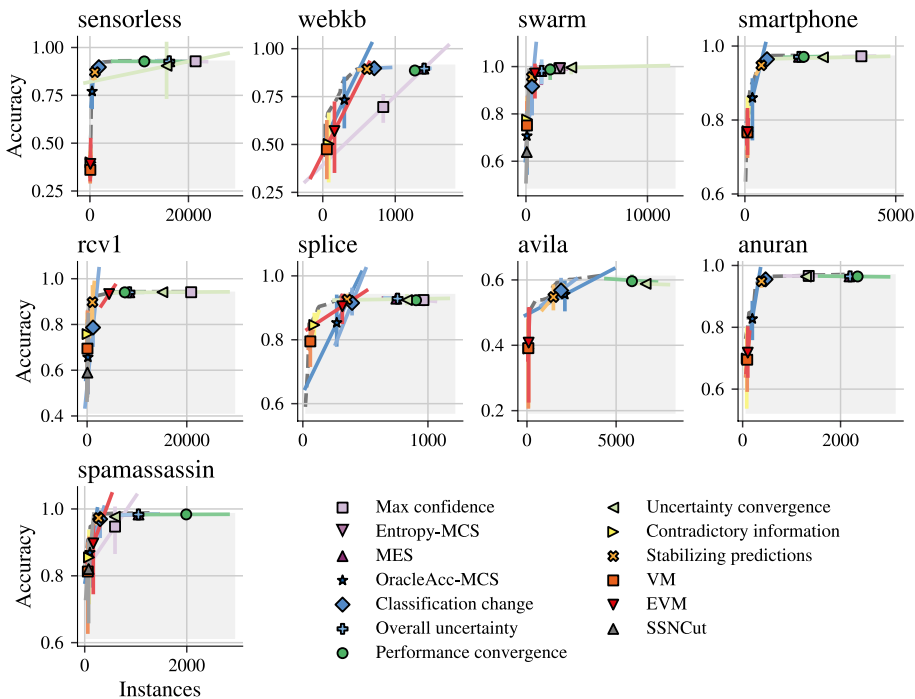 sensorless
webkb
swarm
smartphone
Accuracy
1.00
0.75
0.50
0.25
0
20000
1.00
0.75
0.50
0.25
0
1000
1.0
0.8
0.6
0
10000
1.0
0.8
0.6
0
5000
rcv1
splice
avila
anuran
Accuracy
1.0
0.8
0.6
0.4
0
20000
1.0
0.8
0.6
0
1000
0.6
0.4
0.2
0
5000
1.0
0.8
0.6
0
2000
spamassassin
Accuracy
1.0
0.8
0.6
0
2000
Instances
Max confidence
Entropy-MCS
MES
OracleAcc-MCS
Classification change
Overall uncertainty
Performance convergence
Uncertainty convergence
Contradictory information
Stabilizing predictions
VM
EVM
SSNCut